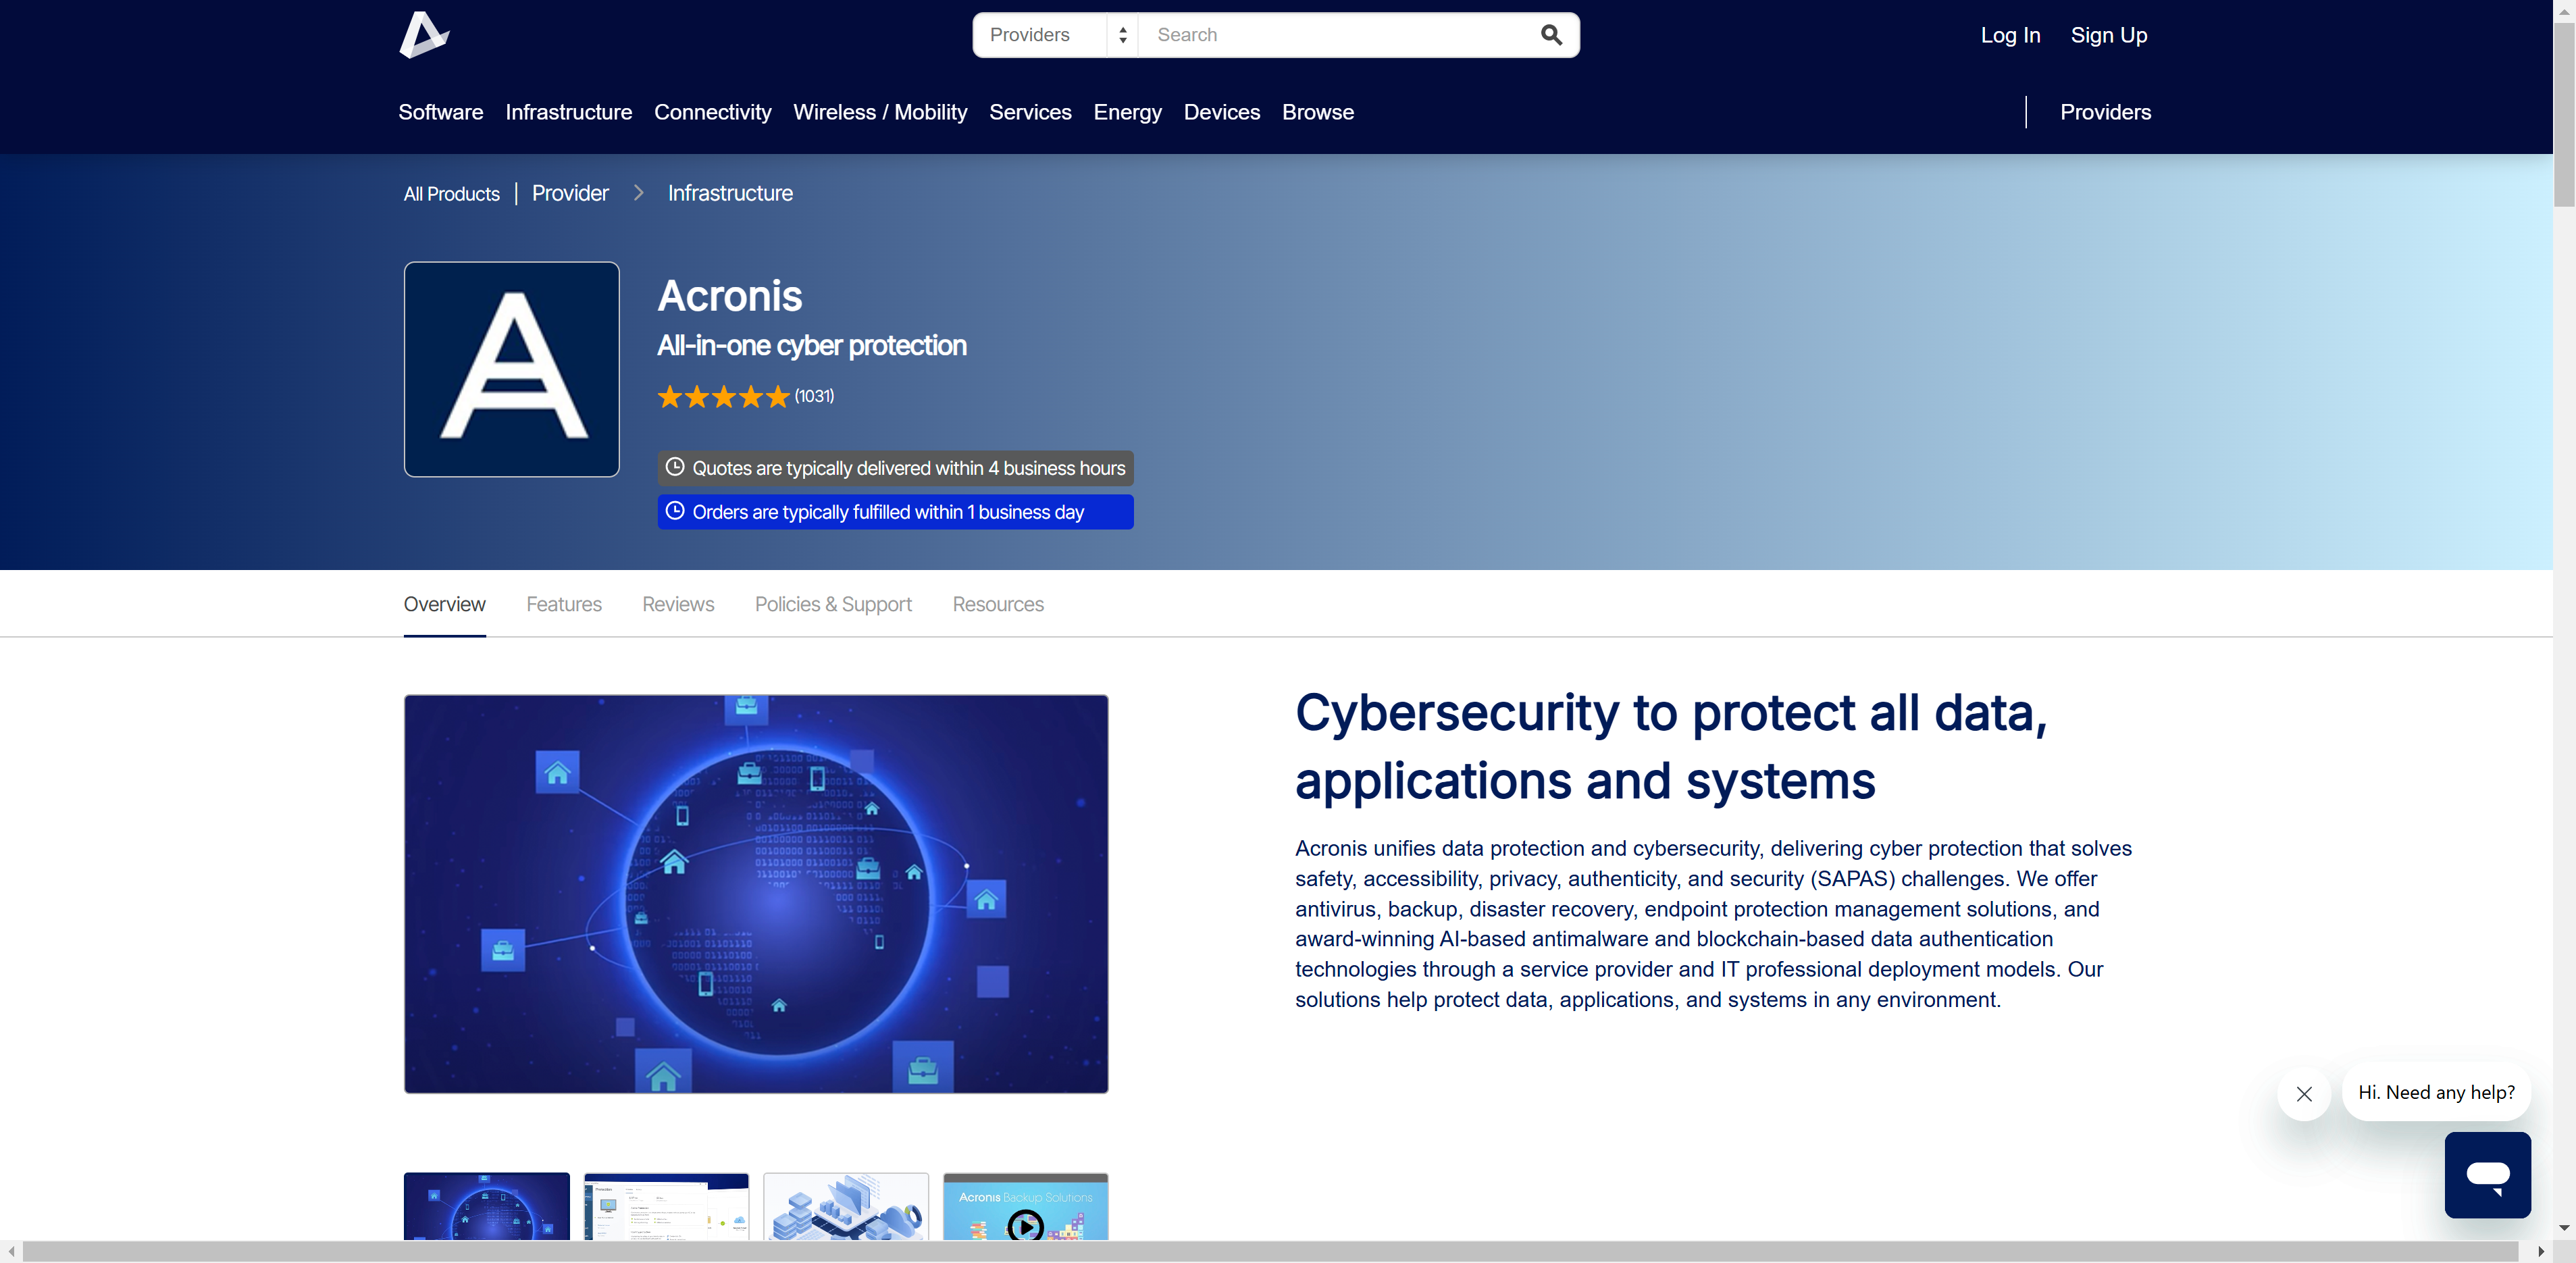 Providers
Search
Log In
Sign Up
Software
Infrastructure
Connectivity
Wireless / Mobility
Services
Energy
Devices
Browse
Providers
All Products
Provider
Infrastructure
Acronis
All-in-one cyber protection
(1031)
Quotes are typically delivered within 4 business hours
Orders are typically fulfilled within 1 business day
Overview
Features
Reviews
Policies & Support
Resources
Cybersecurity to protect all data,
applications and systems
Acronis unifies data protection and cybersecurity, delivering cyber protection that solves
safety, accessibility, privacy, authenticity, and security (SAPAS) challenges. We offer
antivirus, backup, disaster recovery, endpoint protection management solutions, and
award-winning AI-based antimalware and blockchain-based data authentication
technologies through a service provider and IT professional deployment models. Our
solutions help protect data, applications, and systems in any environment.
Hi. Need any help?
Acronis Backup Solutions